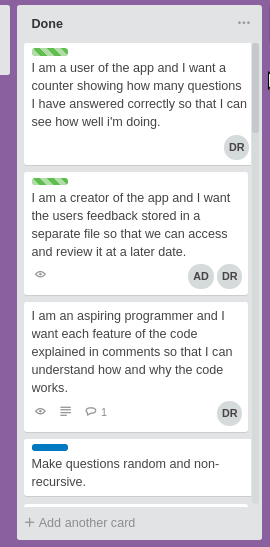 Done
I am a user of the app and I want a
counter showing how many questions
I have answered correctly so that I can
see how well i'm doing.
DR
I am a creator of the app and I want
the users feedback stored in a
separate file so that we can access
and review it at a later date.
AD DR
I am an aspiring programmer and I
want each feature of the code
explained in comments so that I can
understand how and why the code
works.
1 DR
Make questions random and non-
recursive.
+ Add another card